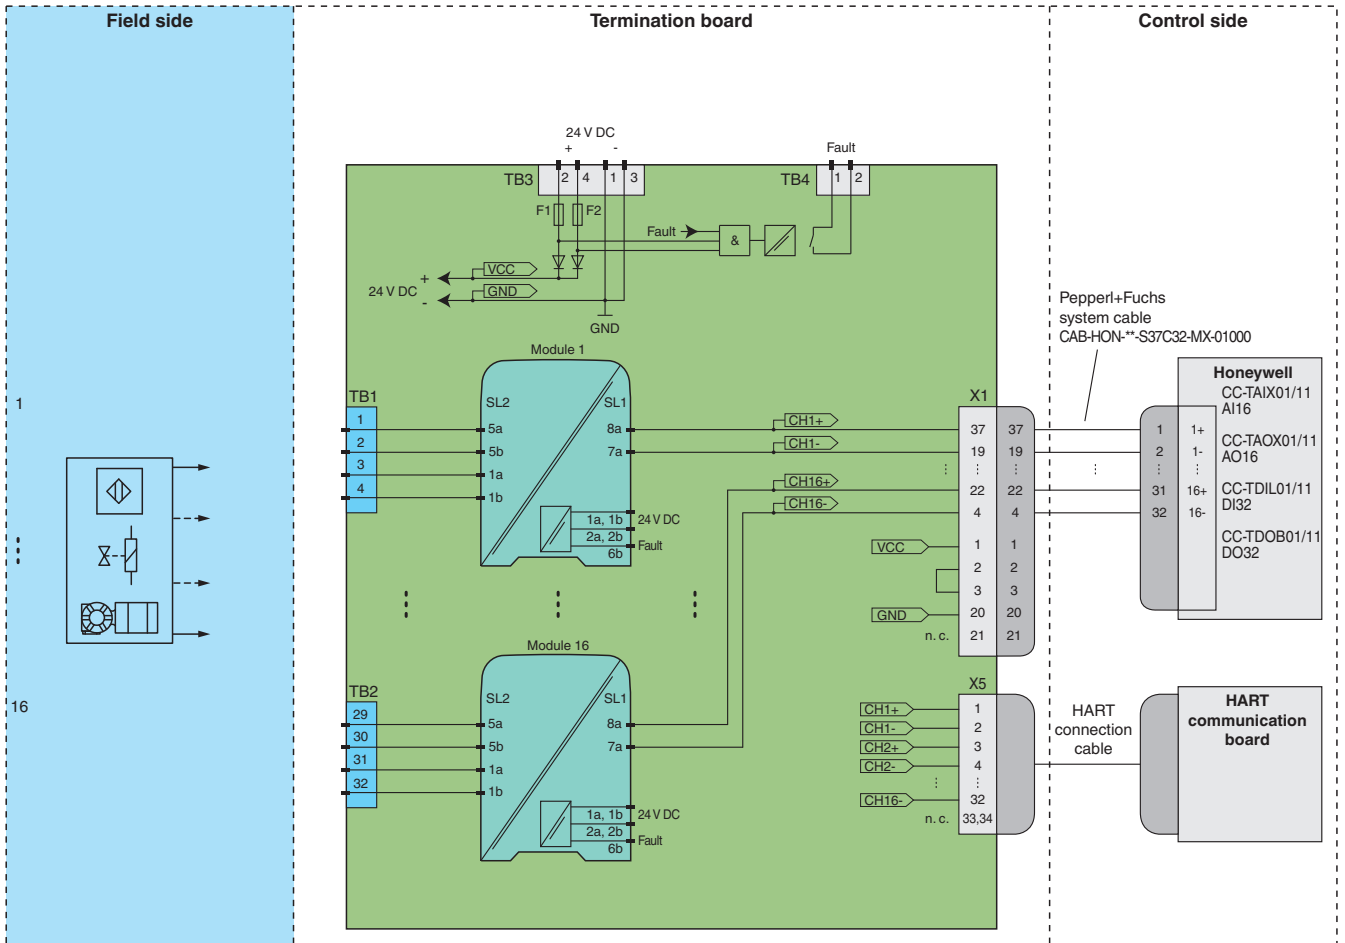 Field side
Termination board
Control side
24 V DC
+ -
Fault
TB3 2 4 1 3
TB4 1 2
F1 F2
Fault
&
VCC
+
24 V DC
-
GND
GND
Pepperl+Fuchs
system cable
CAB-HON-**-S37C32-MX-01000
Module 1
Honeywell
CC-TAIX01/11
AI16
CC-TAOX01/11
AO16
CC-TDIL01/11
DI32
CC-TDOB01/11
DO32
1
TB1
1
2
3
4
SL2 SL1
5a 8a
5b 7a
1a
1b
1a, 1b 24 V DC
2a, 2b
6b Fault
CH1+
CH1-
CH16+
CH16-
X1
37 37
19 19
22 22
4 4
VCC 1 1
2 2
3 3
GND 20 20
n. c. 21 21
1 1+
2 1-
31 16+
32 16-
16
Module 16
TB2
29
30
31
32
SL2 SL1
5a 8a
5b 7a
1a
1b
1a, 1b 24 V DC
2a, 2b
6b Fault
X5
CH1+ 1
CH1- 2
CH2+ 3
CH2- 4
CH16- 32
n. c. 33,34
HART
connection
cable
HART
communication
board